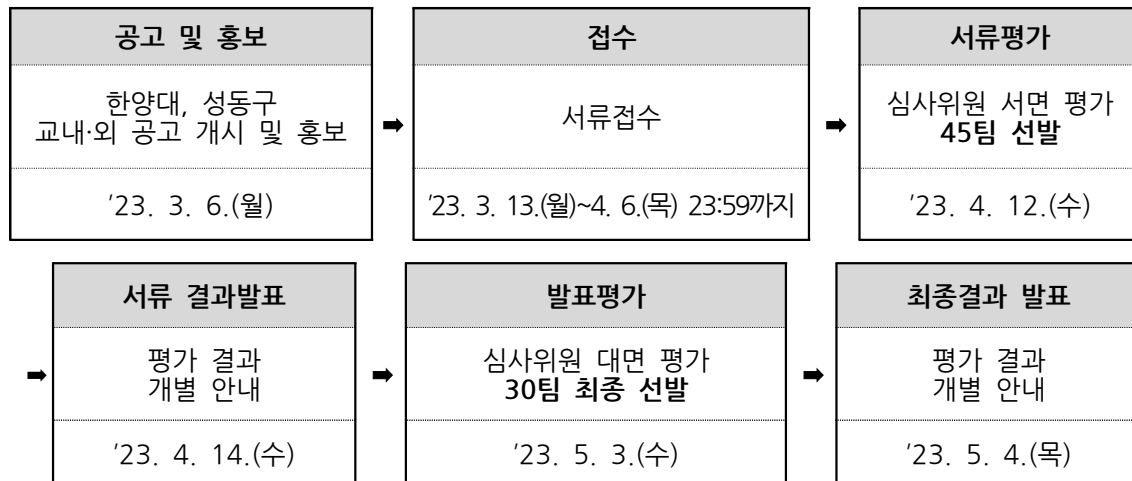 공고 및 홍보
한양대, 성동구
교내·외 공고 개시 및 홍보
'23. 3. 6.(월)
➡
접수
서류접수
'23. 3. 13.(월)~4. 6.(목) 23:59까지
➡
서류평가
심사위원 서면 평가
45팀 선발
'23. 4. 12.(수)
➡
서류 결과발표
평가 결과
개별 안내
'23. 4. 14.(수)
➡
발표평가
심사위원 대면 평가
30팀 최종 선발
'23. 5. 3.(수)
➡
최종결과 발표
평가 결과
개별 안내
'23. 5. 4.(목)